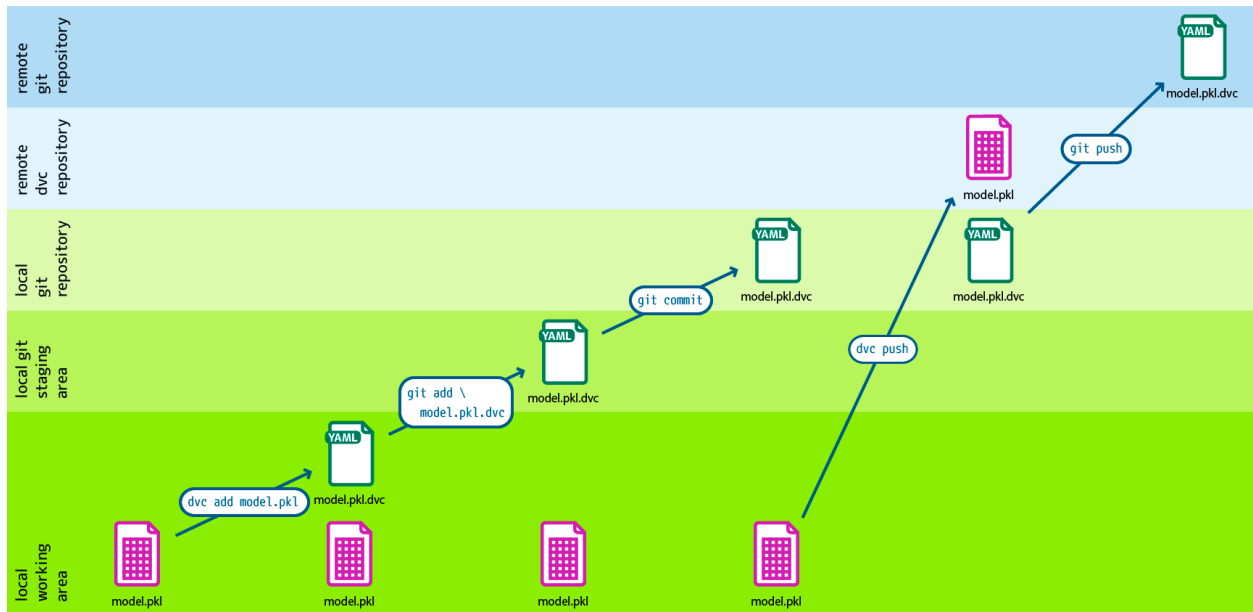 remote
git
repository
YAML
model.pkl.dvc
remote
dvc
repository
git push
model.pkl
local
git
repository
YAML
model.pkl.dvc
YAML
model.pkl.dvc
git commit
local git
staging
area
YAML
model.pkl.dvc
dvc push
git add \
model.pkl.dvc
local
working
area
YAML
model.pkl.dvc
dvc add model.pkl
model.pkl
model.pkl
model.pkl
model.pkl